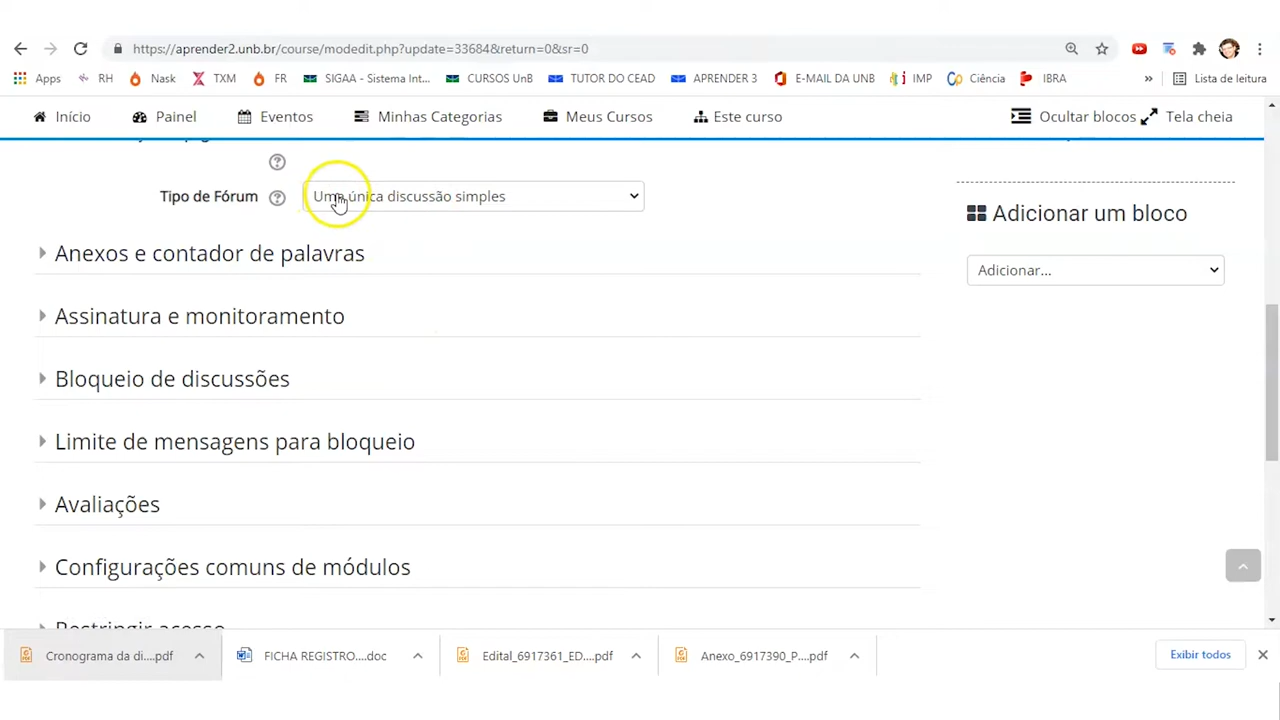 https://aprender2.unb.br/course/modedit.php?update=33684&return=0&sr=0
Apps RH Nask TXM FR SIGAA - Sistema Int... CURSOS UnB TUTOR DO CEAD APRENDER 3 E-MAIL DA UNB IMP Ciência IBRA » Lista de leitura
Início Painel Eventos Minhas Categorias Meus Cursos Este curso Ocultar blocos Tela cheia
Tipo de Fórum Uma única discussão simples
Adicionar um bloco
Adicionar...
Anexos e contador de palavras
Assinatura e monitoramento
Bloqueio de discussões
Limite de mensagens para bloqueio
Avaliações
Configurações comuns de módulos
Restringir acesso
Cronograma da di....pdf FICHA REGISTRO....doc Edital_6917361_ED....pdf Anexo_6917390_P....pdf Exibir todos